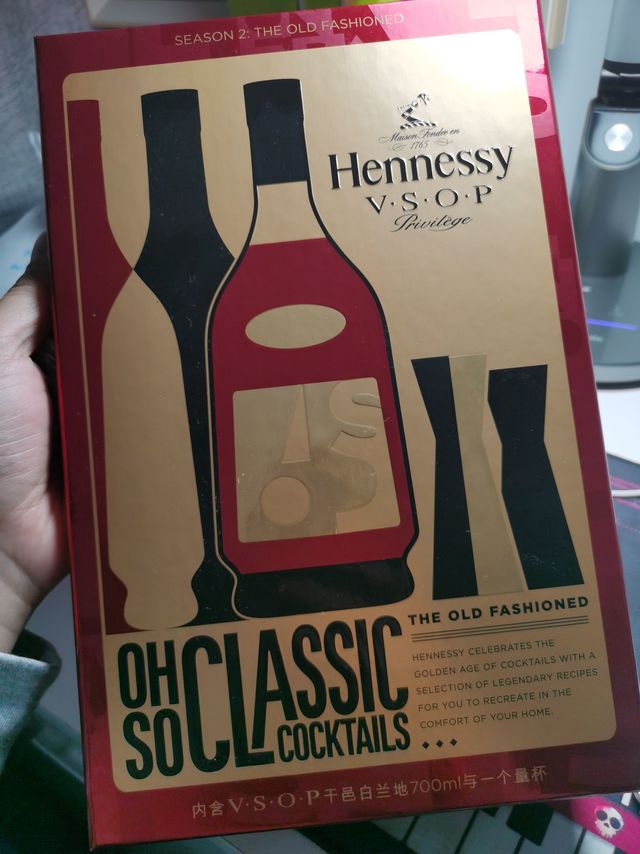 SEASON 2: THE OLD FASHIONED
Maison Fondée en
1765
Hennessy
V·S·O·P
Privilège
THE OLD FASHIONED
HENNESSY CELEBRATES THE
GOLDEN AGE OF COCKTAILS WITH A
SELECTION OF LEGENDARY RECIPES
FOR YOU TO RECREATE IN THE
COMFORT OF YOUR HOME.
OH
SO
CLASSIC
COCKTAILS
内含V·S·O·P干邑白兰地700ml与一个量杯